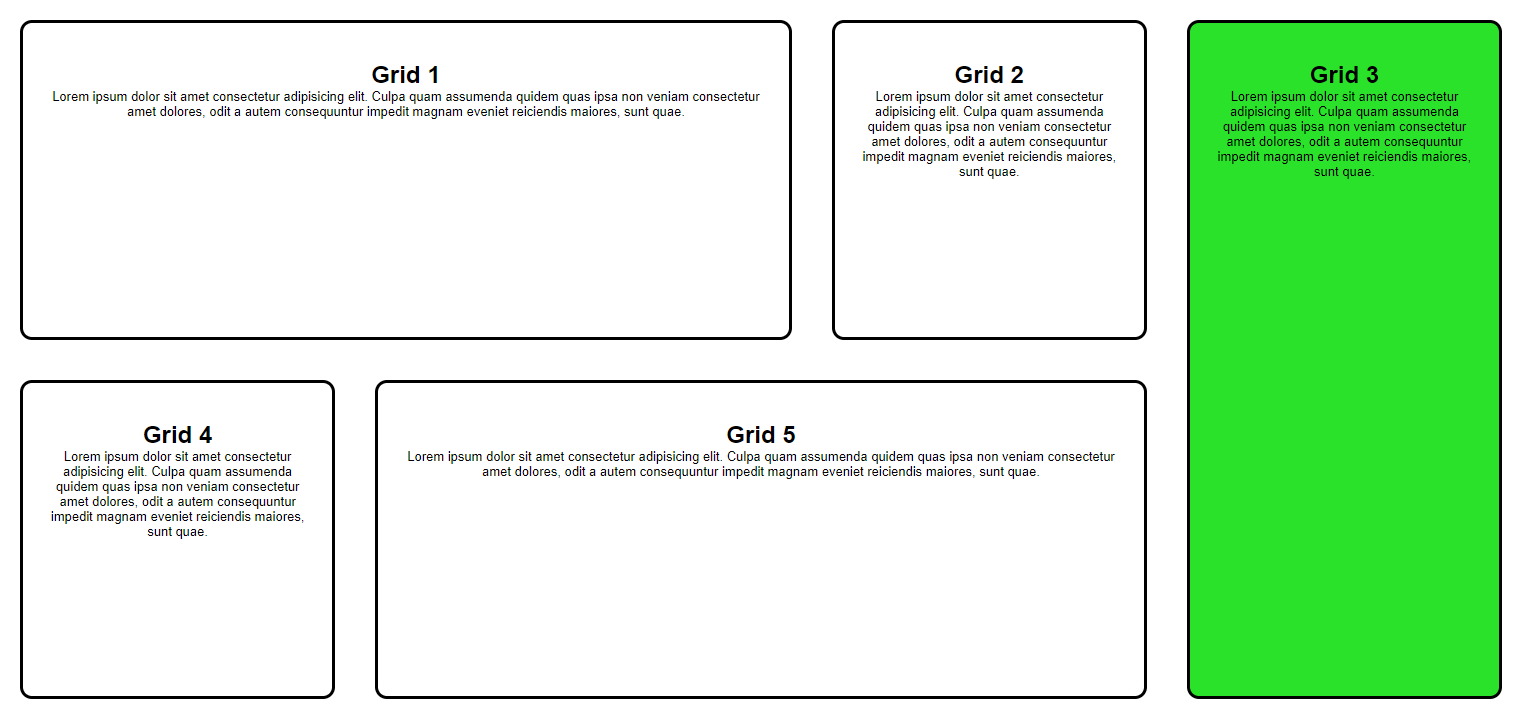 Grid 1
Lorem ipsum dolor sit amet consectetur adipisicing elit. Culpa quam assumenda quidem quas ipsa non veniam consectetur
amet dolores, odit a autem consequuntur impedit magnam eveniet reiciendis maiores, sunt quae.
Grid 2
Lorem ipsum dolor sit amet consectetur
adipisicing elit. Culpa quam assumenda
quidem quas ipsa non veniam consectetur
amet dolores, odit a autem consequuntur
impedit magnam eveniet reiciendis maiores,
sunt quae.
Grid 3
Lorem ipsum dolor sit amet consectetur
adipisicing elit. Culpa quam assumenda
quidem quas ipsa non veniam consectetur
amet dolores, odit a autem consequuntur
impedit magnam eveniet reiciendis maiores,
sunt quae.
Grid 4
Lorem ipsum dolor sit amet consectetur
adipisicing elit. Culpa quam assumenda
quidem quas ipsa non veniam consectetur
amet dolores, odit a autem consequuntur
impedit magnam eveniet reiciendis maiores,
sunt quae.
Grid 5
Lorem ipsum dolor sit amet consectetur adipisicing elit. Culpa quam assumenda quidem quas ipsa non veniam consectetur
amet dolores, odit a autem consequuntur impedit magnam eveniet reiciendis maiores, sunt quae.